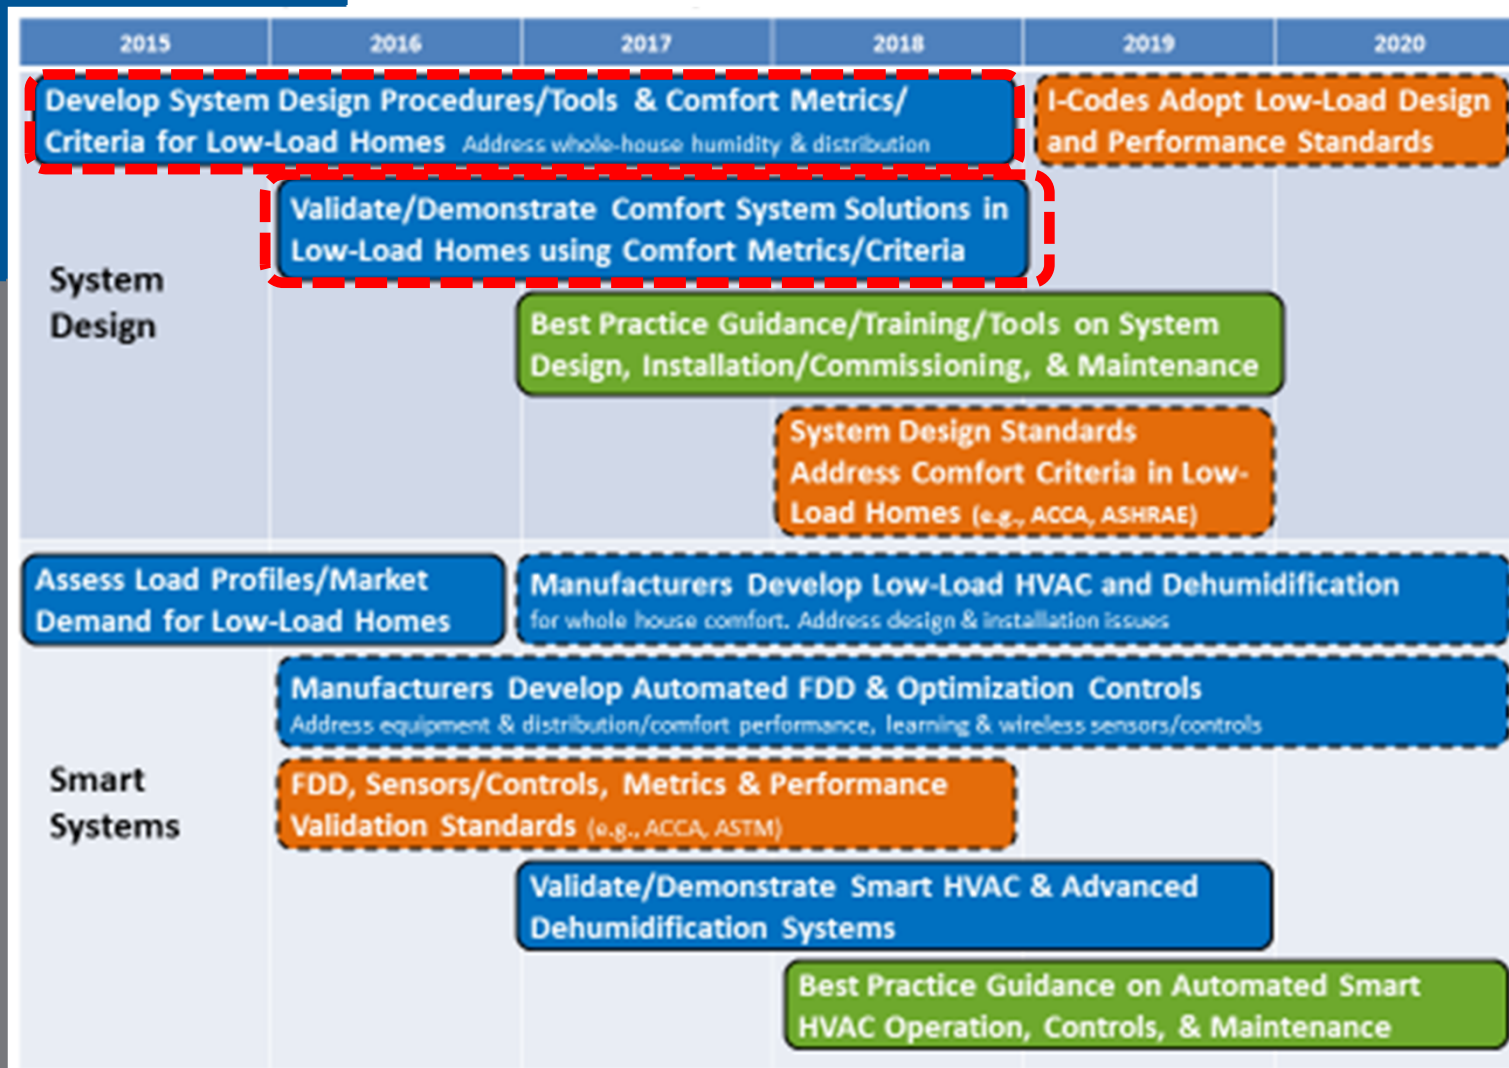 2015 2016 2017 2018 2019 2020
Develop System Design Procedures/Tools & Comfort Metrics/
Criteria for Low-Load Homes Address whole-house humidity & distribution
I-Codes Adopt Low-Load Design
and Performance Standards
Validate/Demonstrate Comfort System Solutions in
Low-Load Homes using Comfort Metrics/Criteria
System
Design
Best Practice Guidance/Training/Tools on System
Design, Installation/Commissioning, & Maintenance
System Design Standards
Address Comfort Criteria in Low-
Load Homes (e.g., ACCA, ASHRAE)
Assess Load Profiles/Market
Demand for Low-Load Homes
Manufacturers Develop Low-Load HVAC and Dehumidification
for whole house comfort. Address design & installation issues
Manufacturers Develop Automated FDD & Optimization Controls
Address equipment & distribution/comfort performance, learning & wireless sensors/controls
Smart
Systems
FDD, Sensors/Controls, Metrics & Performance
Validation Standards (e.g., ACCA, ASTM)
Validate/Demonstrate Smart HVAC & Advanced
Dehumidification Systems
Best Practice Guidance on Automated Smart
HVAC Operation, Controls, & Maintenance